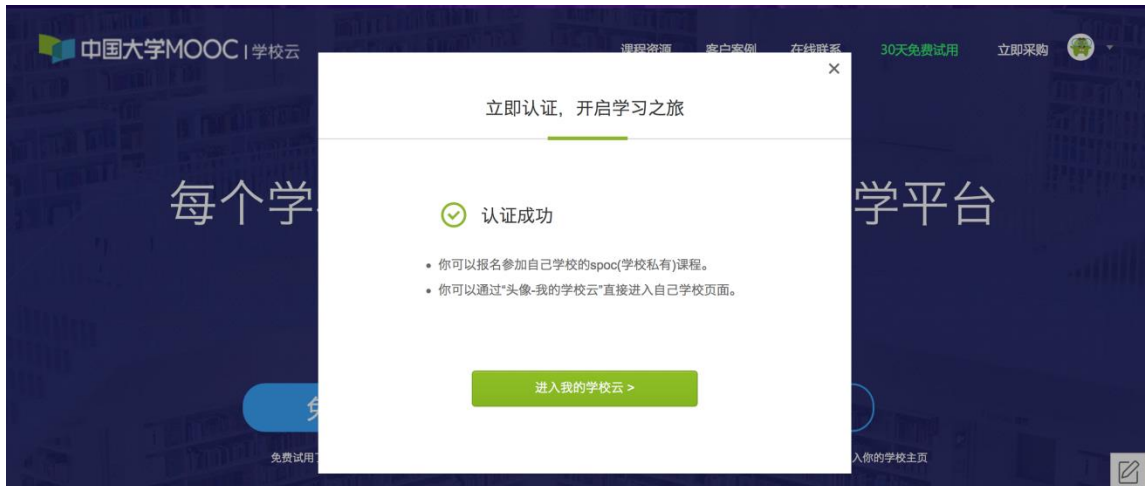 中国大学MOOC | 学校云
课程资源 客户案例 在线联系 30天免费试用 立即采购
×
立即认证，开启学习之旅
每个学
学平台
认证成功
• 你可以报名参加自己学校的spoc(学校私有)课程。
• 你可以通过“头像-我的学校云”直接进入自己学校页面。
进入我的学校云 >
免费试用
入你的学校主页